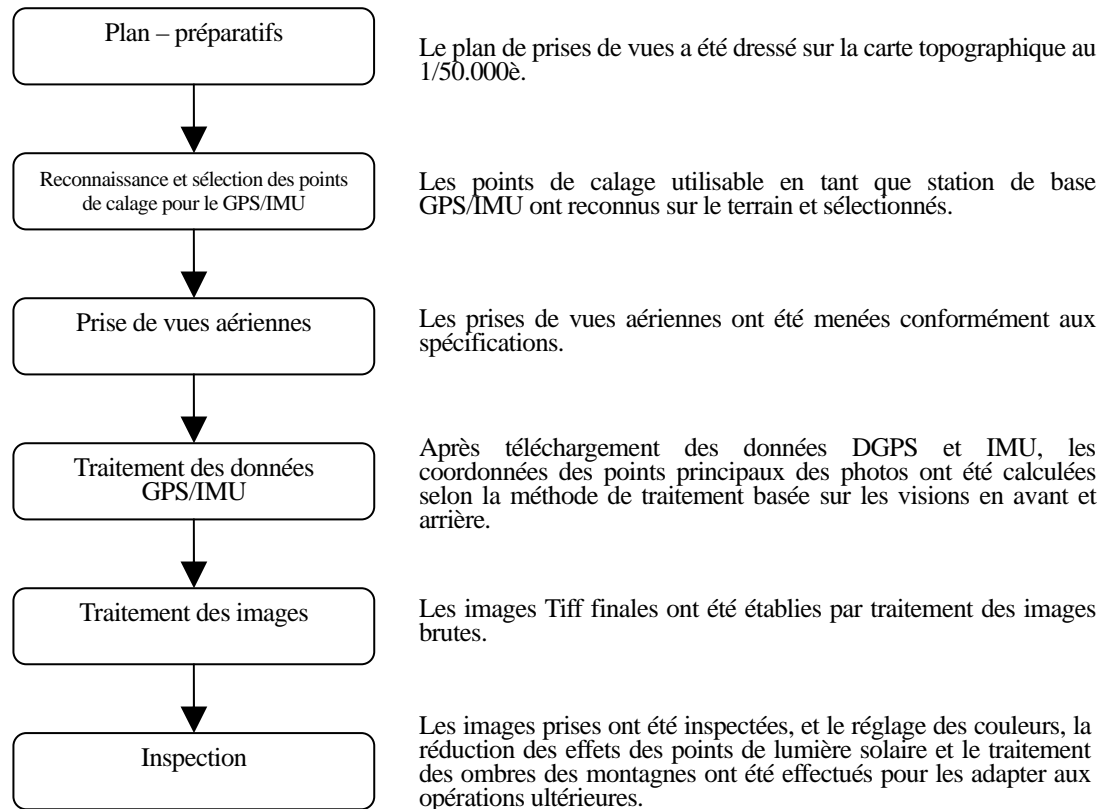 Plan – préparatifs
Le plan de prises de vues a été dressé sur la carte topographique au
1/50.000è.
Reconnaissance et sélection des points
de calage pour le GPS/IMU
Les points de calage utilisable en tant que station de base
GPS/IMU ont reconnus sur le terrain et sélectionnés.
Prise de vues aériennes
Les prises de vues aériennes ont été menées conformément aux
spécifications.
Traitement des données
GPS/IMU
Après téléchargement des données DGPS et IMU, les
coordonnées des points principaux des photos ont été calculées
selon la méthode de traitement basée sur les visions en avant et
arrière.
Traitement des images
Les images Tiff finales ont été établies par traitement des images
brutes.
Inspection
Les images prises ont été inspectées, et le réglage des couleurs, la
réduction des effets des points de lumière solaire et le traitement
des ombres des montagnes ont été effectués pour les adapter aux
opérations ultérieures.